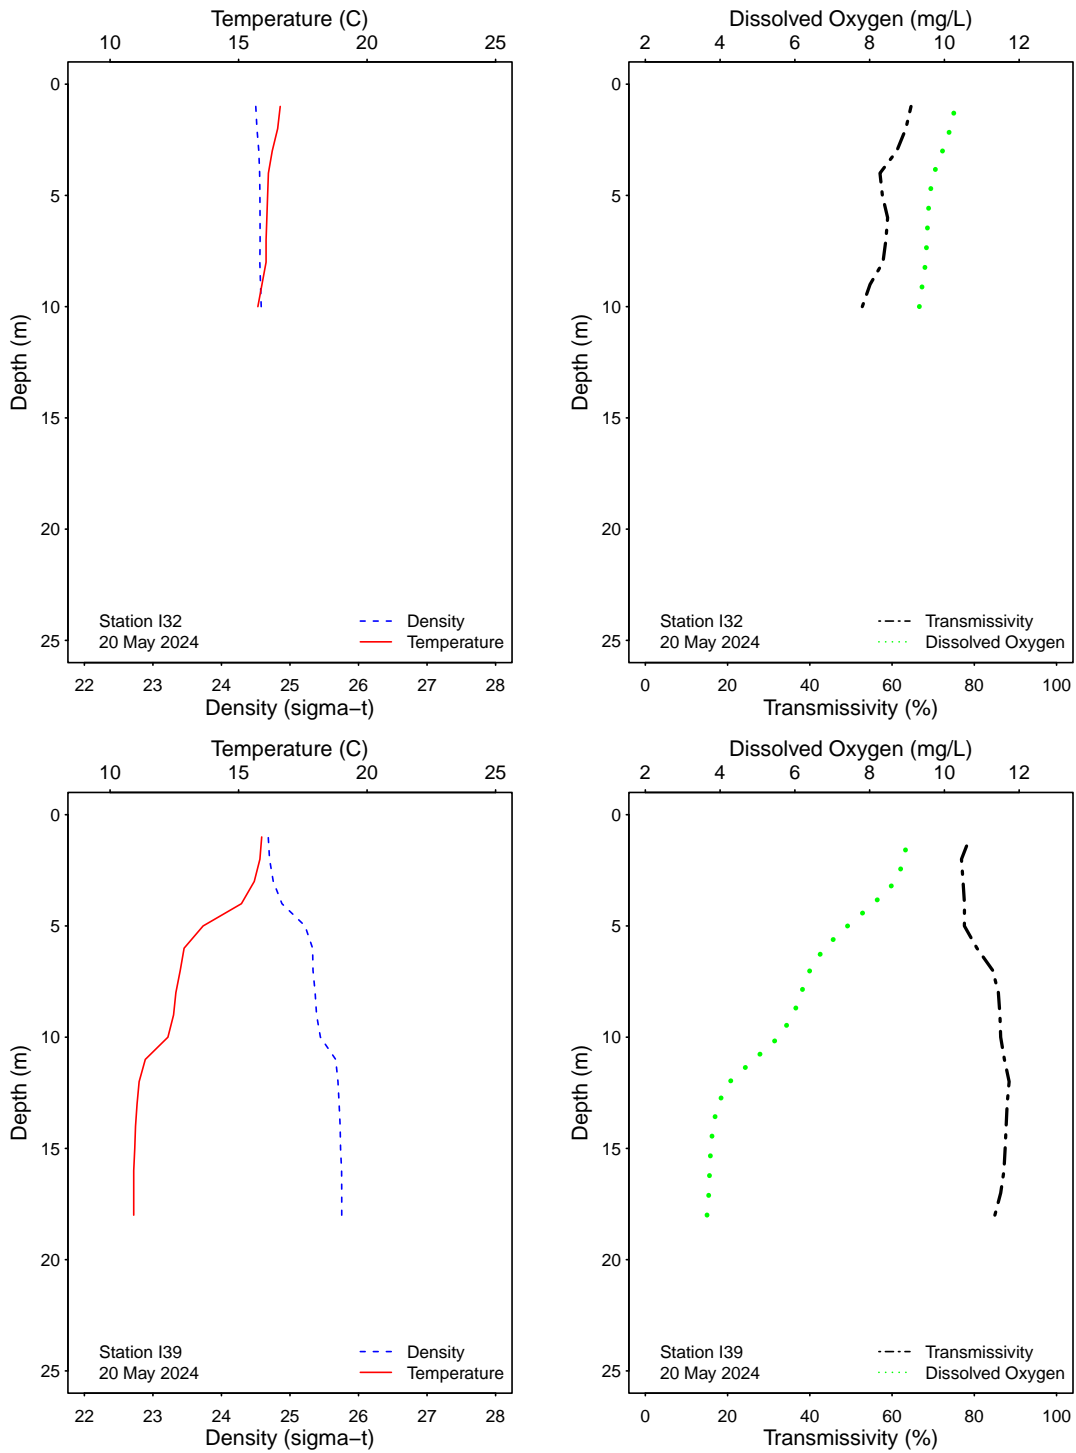 Temperature (C)
10 15 20 25
0
5
10
15
20
25
Depth (m)
Station I32
20 May 2024
Density
Temperature
22 23 24 25 26 27 28
Density (sigma−t)
Dissolved Oxygen (mg/L)
2 4 6 8 10 12
0
5
10
15
20
25
Depth (m)
Station I32
20 May 2024
Transmissivity
Dissolved Oxygen
0 20 40 60 80 100
Transmissivity (%)
Temperature (C)
10 15 20 25
0
5
10
15
20
25
Depth (m)
Station I39
20 May 2024
Density
Temperature
22 23 24 25 26 27 28
Density (sigma−t)
Dissolved Oxygen (mg/L)
2 4 6 8 10 12
0
5
10
15
20
25
Depth (m)
Station I39
20 May 2024
Transmissivity
Dissolved Oxygen
0 20 40 60 80 100
Transmissivity (%)